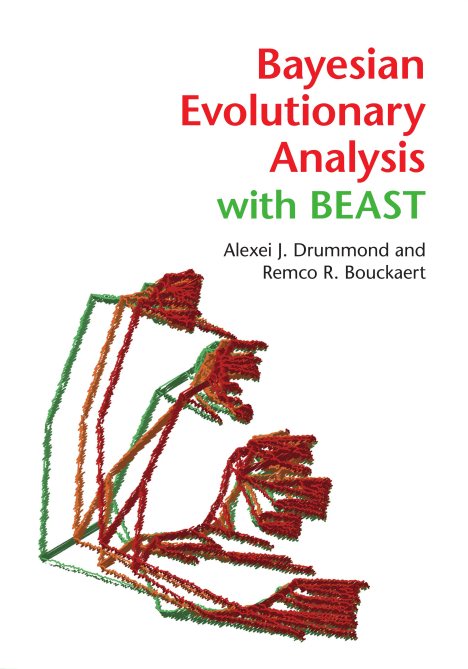 Bayesian
Evolutionary
Analysis
with BEAST
Alexei J. Drummond and
Remco R. Bouckaert